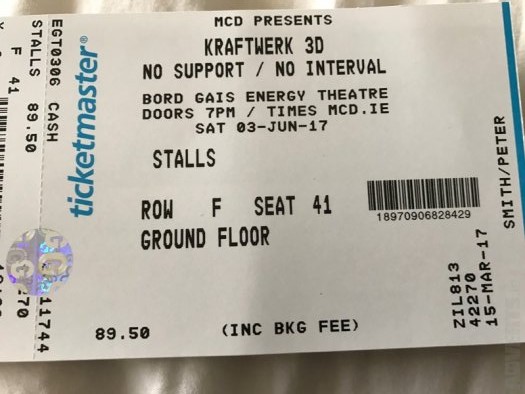 MCD PRESENTS
KRAFTWERK 3D
NO SUPPORT / NO INTERVAL
BORD GAIS ENERGY THEATRE
DOORS 7PM / TIMES MCD.IE
SAT 03-JUN-17
STALLS
ROW F SEAT 41
GROUND FLOOR
18970906828429
89.50 (INC BKG FEE)
ticketmaster®
EGT0306 CASH
STALLS 89.50
F 41
11744
SMITH/PETER
ZIL813
42270
15-MAR-17